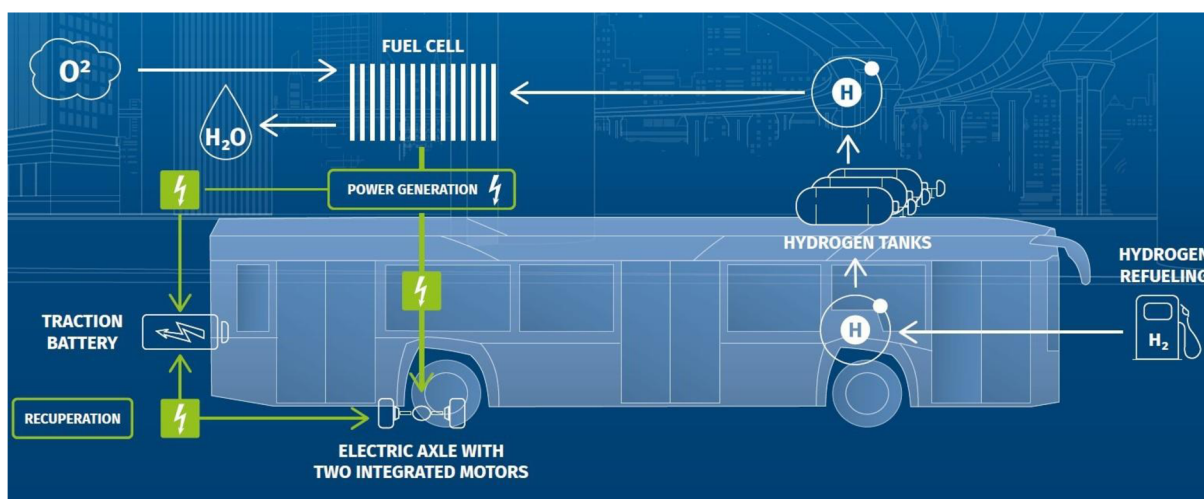 FUEL CELL
O²
H
H₂O
POWER GENERATION
HYDROGEN TANKS
HYDROGEN
REFUELING
TRACTION
BATTERY
H
H₂
RECUPERATION
ELECTRIC AXLE WITH
TWO INTEGRATED MOTORS